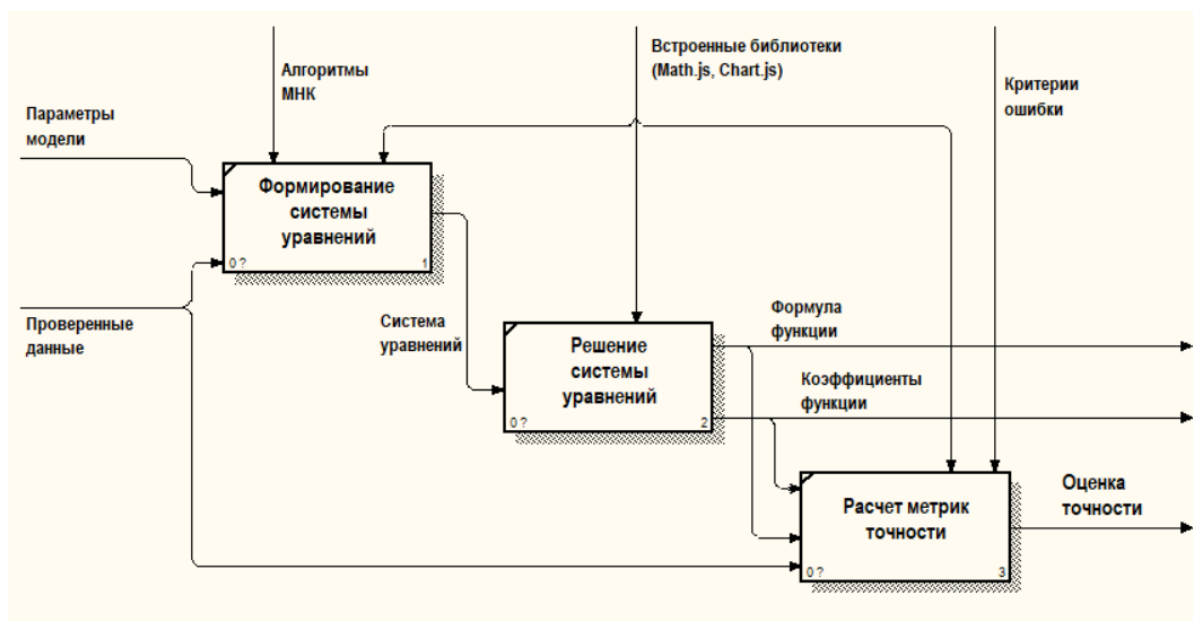 Алгоритмы
МНК
Встроенные библиотеки
(Math.js, Chart.js)
Критерии
ошибки
Параметры
модели
Формирование
системы
уравнений
0 ?
1
Проверенные
данные
Система
уравнений
Решение
системы
уравнений
0 ?
2
Формула
функции
Коэффициенты
функции
Расчет метрик
точности
0 ?
3
Оценка
точности